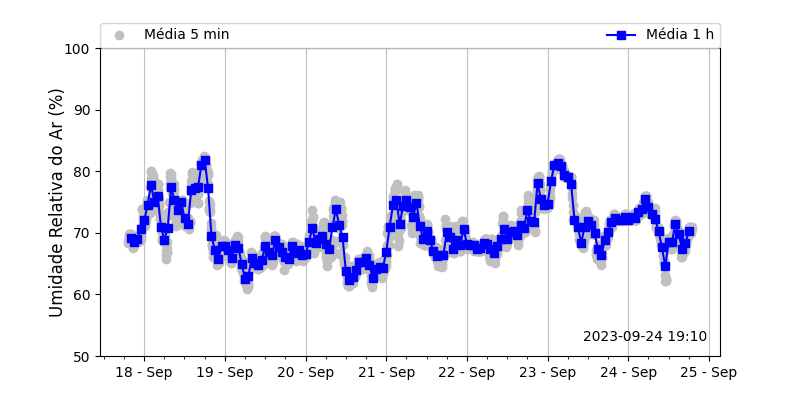 Média 5 min
Média 1 h
Umidade Relativa do Ar (%)
100
90
80
70
60
50
2023-09-24 19:10
18 - Sep
19 - Sep
20 - Sep
21 - Sep
22 - Sep
23 - Sep
24 - Sep
25 - Sep